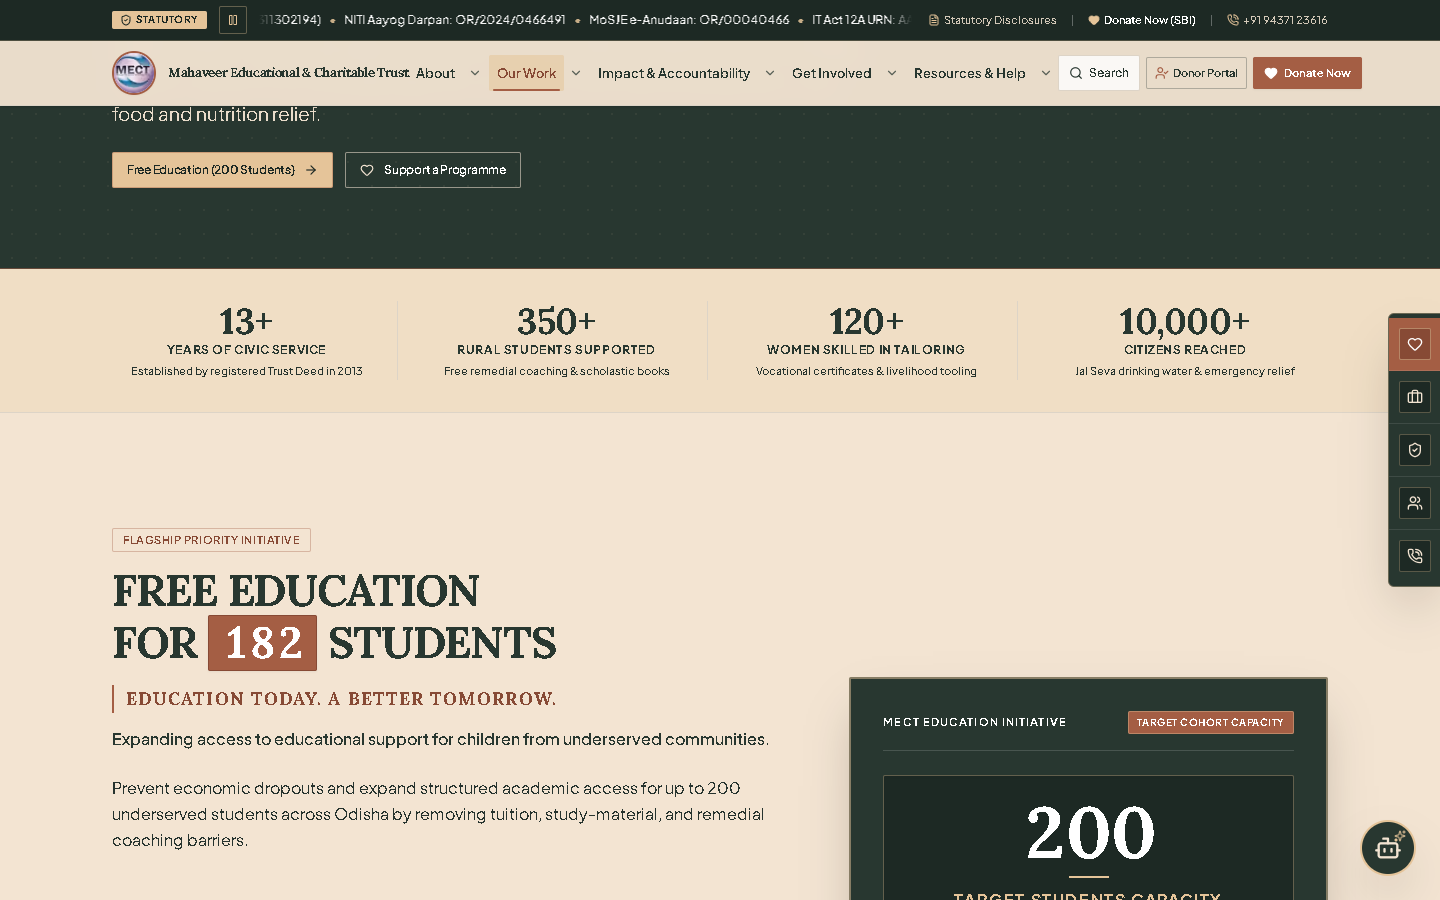 STATUTORY
311302194) • NITI Aayog Darpan: OR/2024/0466491 • MoSJE e-Anudaan: OR/00040466 • IT Act 12A URN:
Statutory Disclosures
Donate Now (SBI)
+91 94371 23616
MECT
Mahaveer Educational & Charitable Trust
About
Our Work
Impact & Accountability
Get Involved
Resources & Help
Search
Donor Portal
Donate Now
food and nutrition relief.
Free Education (200 Students)
Support a Programme
13+
YEARS OF CIVIC SERVICE
Established by registered Trust Deed in 2013
350+
RURAL STUDENTS SUPPORTED
Free remedial coaching & scholastic books
120+
WOMEN SKILLED IN TAILORING
Vocational certificates & livelihood tooling
10,000+
CITIZENS REACHED
Jal Seva drinking water & emergency relief
FLAGSHIP PRIORITY INITIATIVE
FREE EDUCATION
FOR 182 STUDENTS
EDUCATION TODAY. A BETTER TOMORROW.
Expanding access to educational support for children from underserved communities.
Prevent economic dropouts and expand structured academic access for up to 200
underserved students across Odisha by removing tuition, study-material, and remedial
coaching barriers.
MECT EDUCATION INITIATIVE
TARGET COHORT CAPACITY
200
TARGET STUDENTS CAPACITY